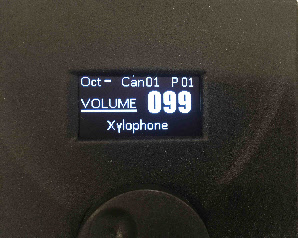 Oct- Can01 P01
VOLUME 099
Xylophone